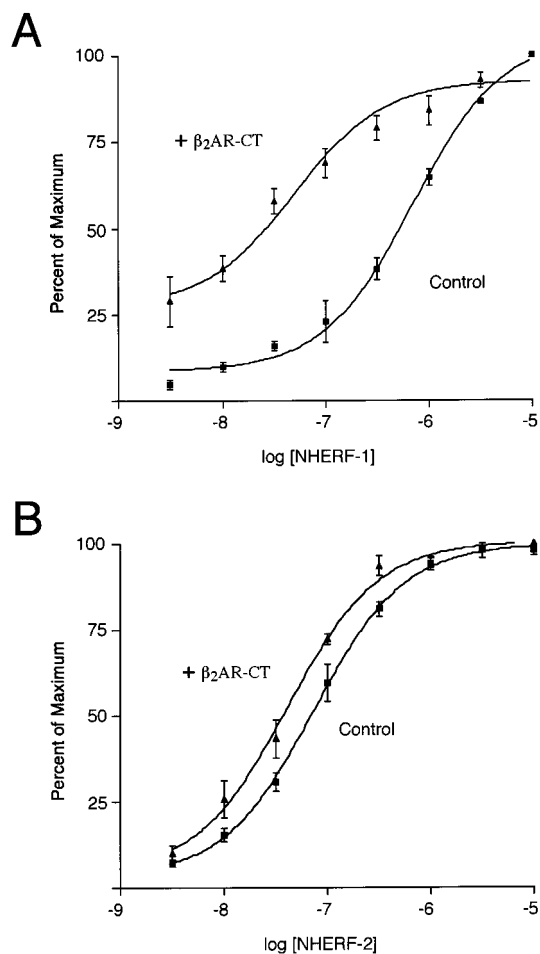 A
100
75
50
25
Percent of Maximum
+ β₂AR-CT
Control
-9 -8 -7 -6 -5
log [NHERF-1]
B
100
75
50
25
Percent of Maximum
+ β₂AR-CT
Control
-9 -8 -7 -6 -5
log [NHERF-2]